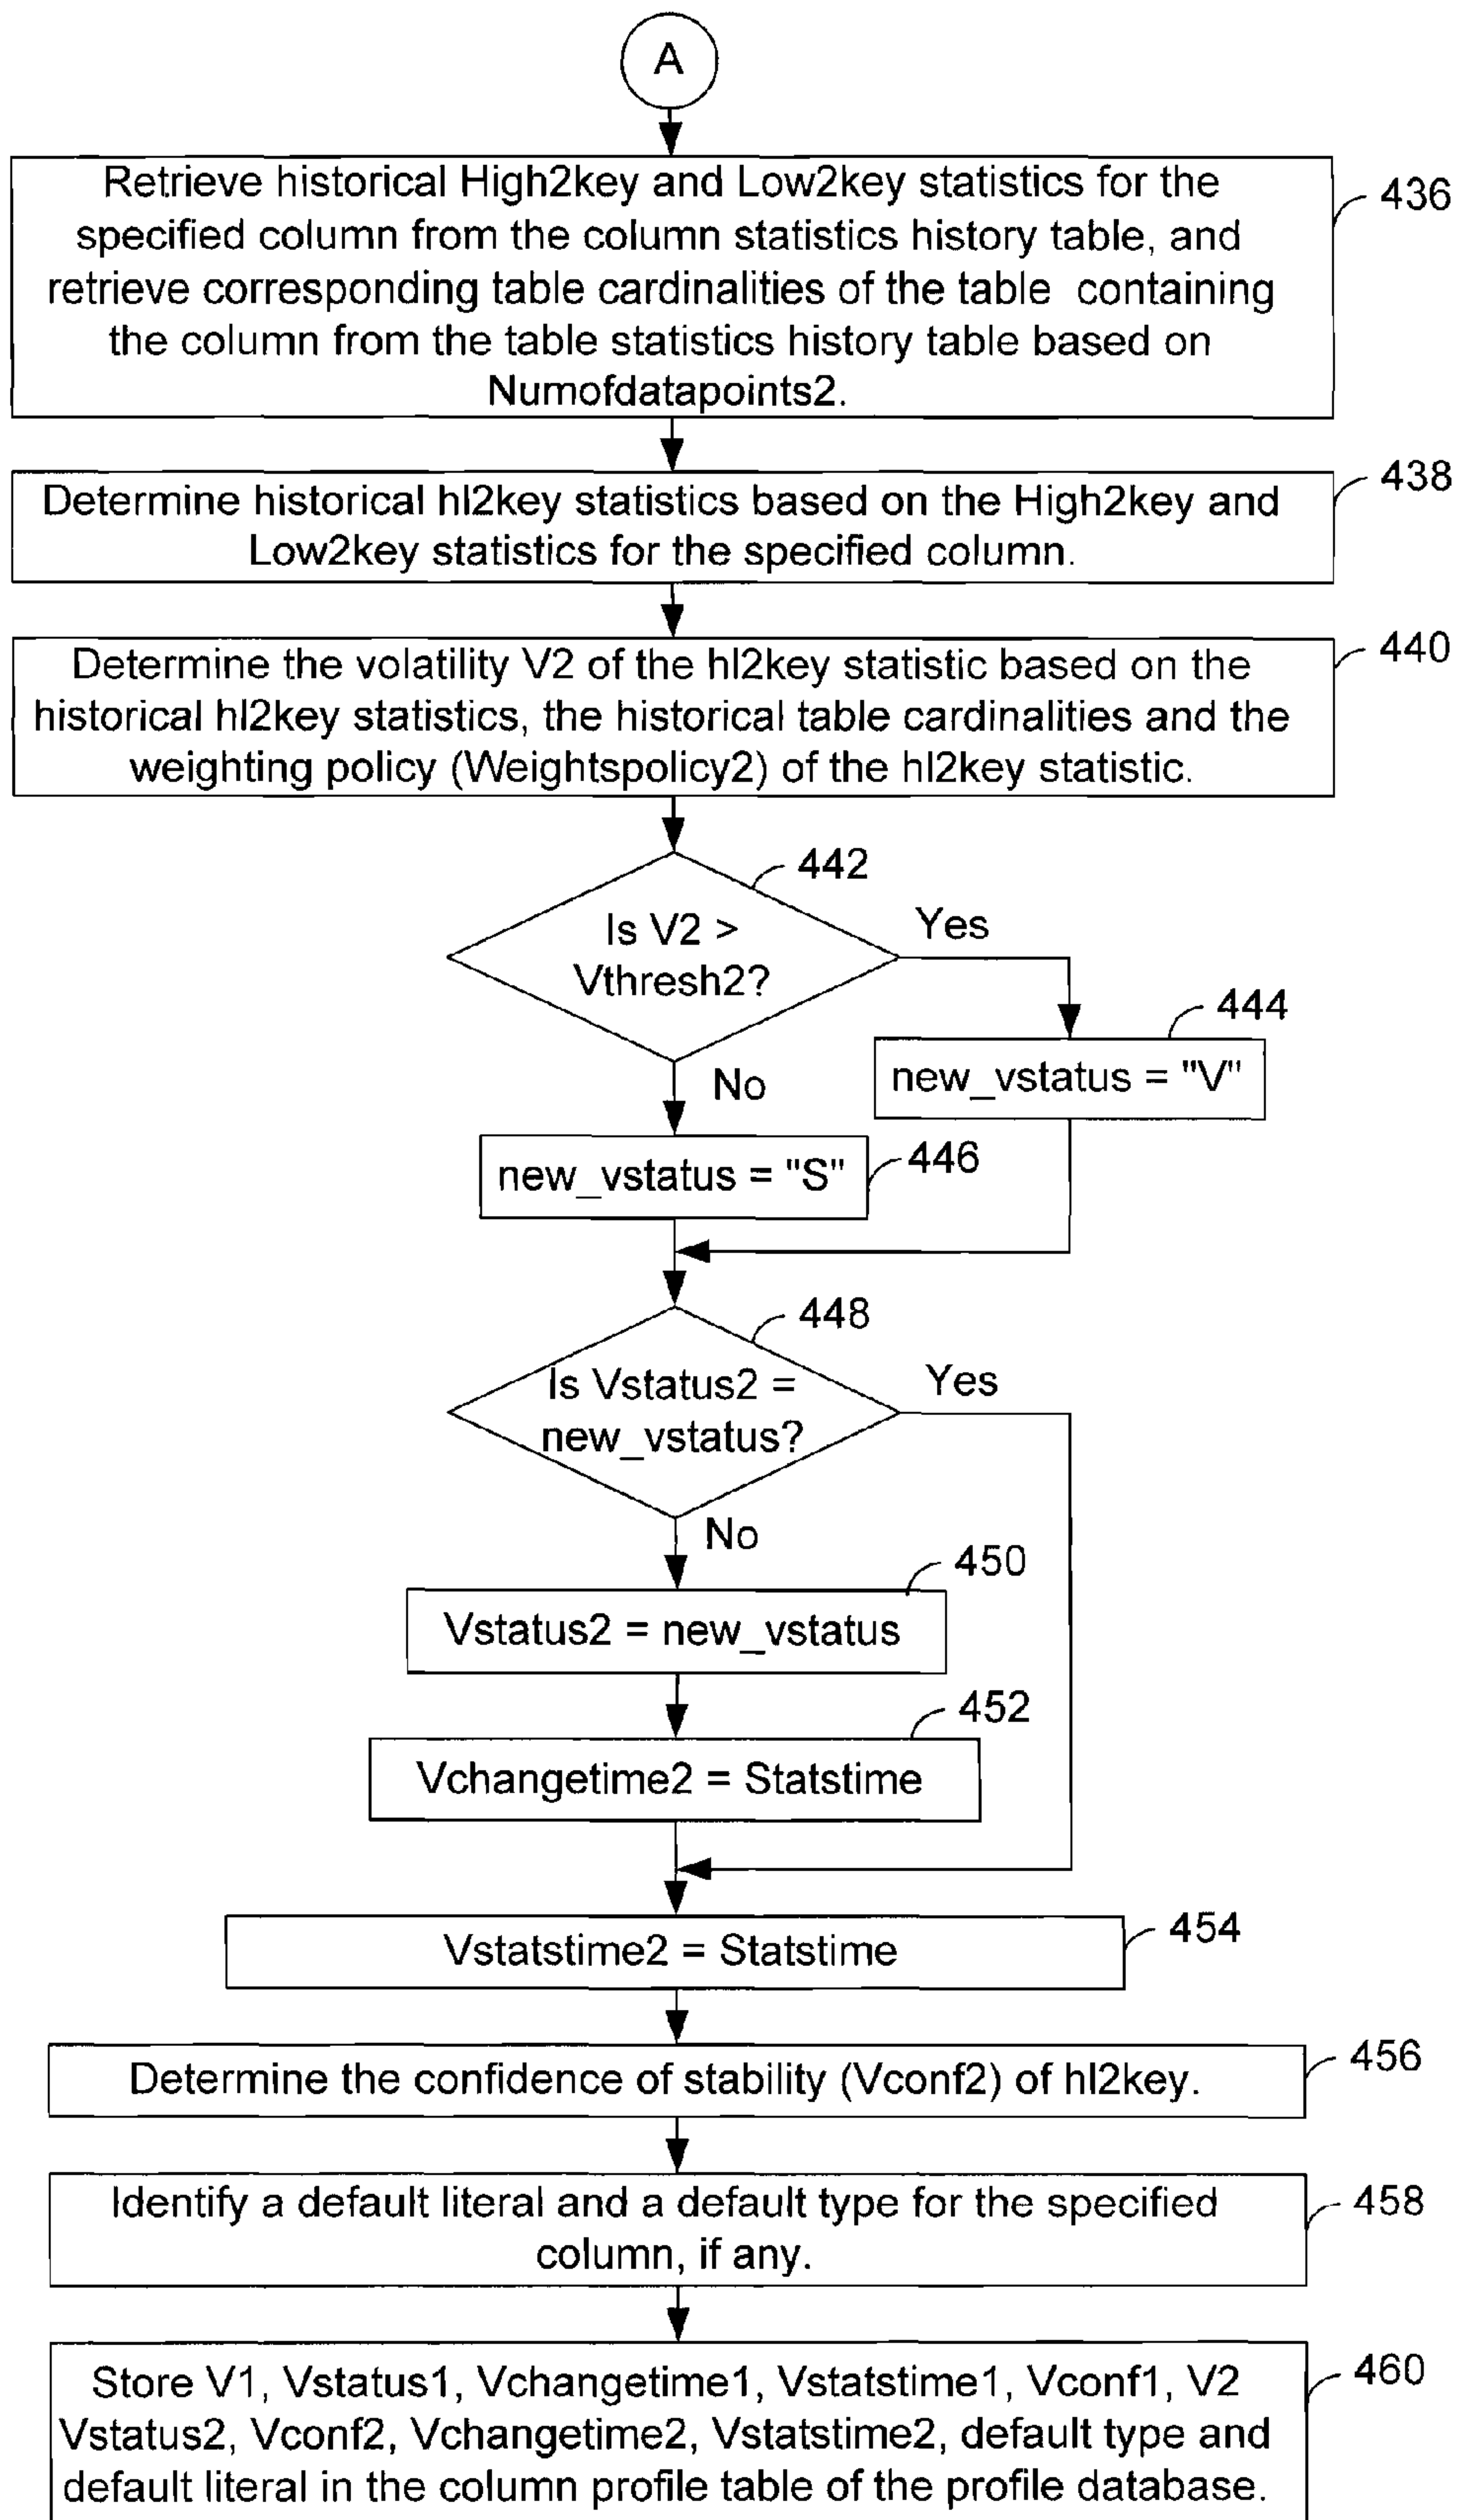 A
Retrieve historical High2key and Low2key statistics for the
specified column from the column statistics history table, and
retrieve corresponding table cardinalities of the table containing
the column from the table statistics history table based on
Numofdatapoints2.
436
Determine historical hl2key statistics based on the High2key and
Low2key statistics for the specified column.
438
Determine the volatility V2 of the hl2key statistic based on the
historical hl2key statistics, the historical table cardinalities and the
weighting policy (Weightspolicy2) of the hl2key statistic.
440
442
Is V2 >
Vthresh2?
Yes
444
new_vstatus = "V"
No
new_vstatus = "S"
446
448
Is Vstatus2 =
new_vstatus?
Yes
No
450
Vstatus2 = new_vstatus
452
Vchangetime2 = Statstime
Vstatstime2 = Statstime
454
Determine the confidence of stability (Vconf2) of hl2key.
456
Identify a default literal and a default type for the specified
column, if any.
458
Store V1, Vstatus1, Vchangetime1, Vstatstime1, Vconf1, V2
Vstatus2, Vconf2, Vchangetime2, Vstatstime2, default type and
default literal in the column profile table of the profile database.
460